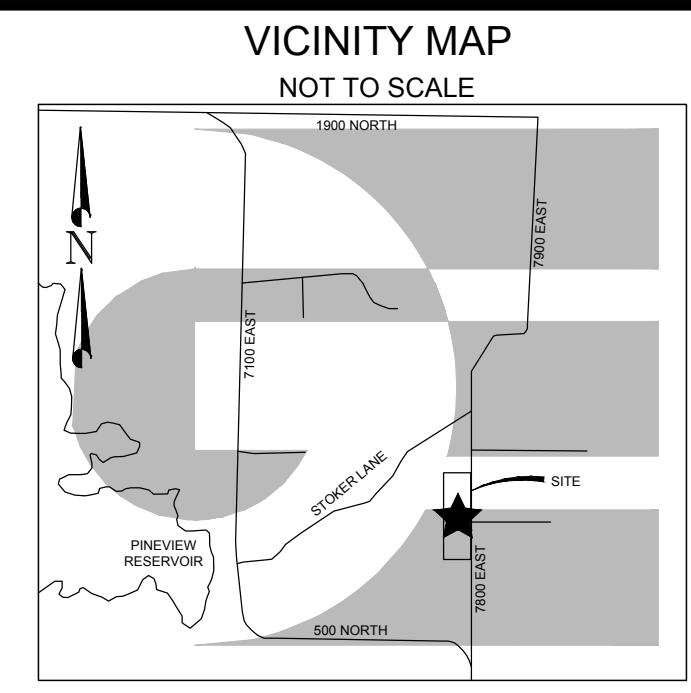 VICINITY MAP
NOT TO SCALE
1900 NORTH
N
7900 EAST
7100 EAST
STOKER LANE
SITE
PINEVIEW
RESERVOIR
7800 EAST
500 NORTH